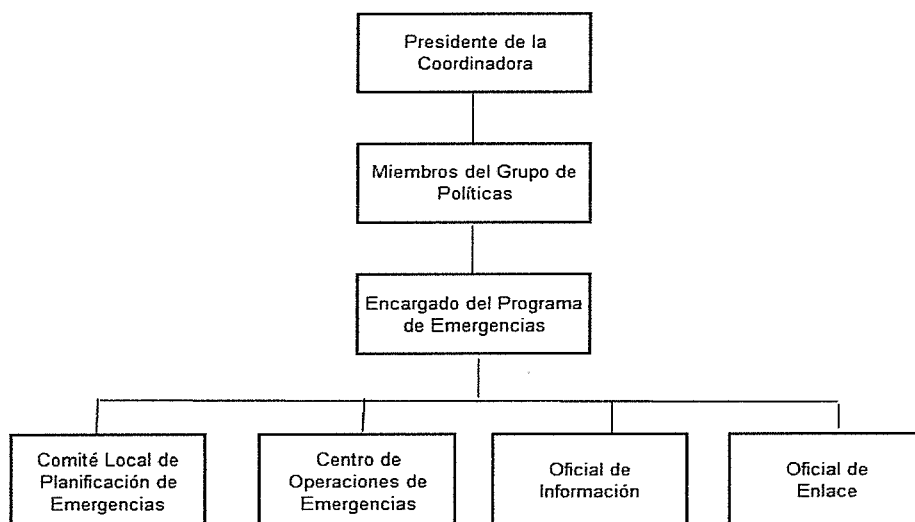 Presidente de la
Coordinadora
Miembros del Grupo de
Políticas
Encargado del Programa
de Emergencias
Comité Local de
Planificación de
Emergencias
Centro de
Operaciones de
Emergencias
Oficial de
Información
Oficial de
Enlace